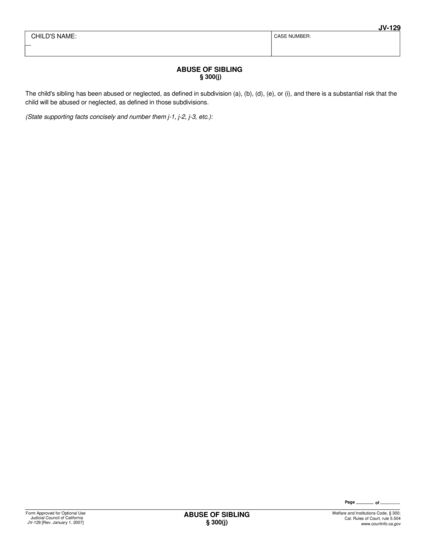 JV-129
CHILD'S NAME:
CASE NUMBER:
ABUSE OF SIBLING
§ 300(j)
The child's sibling has been abused or neglected, as defined in subdivision (a), (b), (d), (e), or (i), and there is a substantial risk that the
child will be abused or neglected, as defined in those subdivisions.
(State supporting facts concisely and number them j-1, j-2, j-3, etc.):
Page of
Form Approved for Optional Use
Judicial Council of California
JV-129 [Rev. January 1, 2007]
ABUSE OF SIBLING
§ 300(j)
Welfare and Institutions Code, § 300;
Cal. Rules of Court, rule 5.504
www.courtinfo.ca.gov